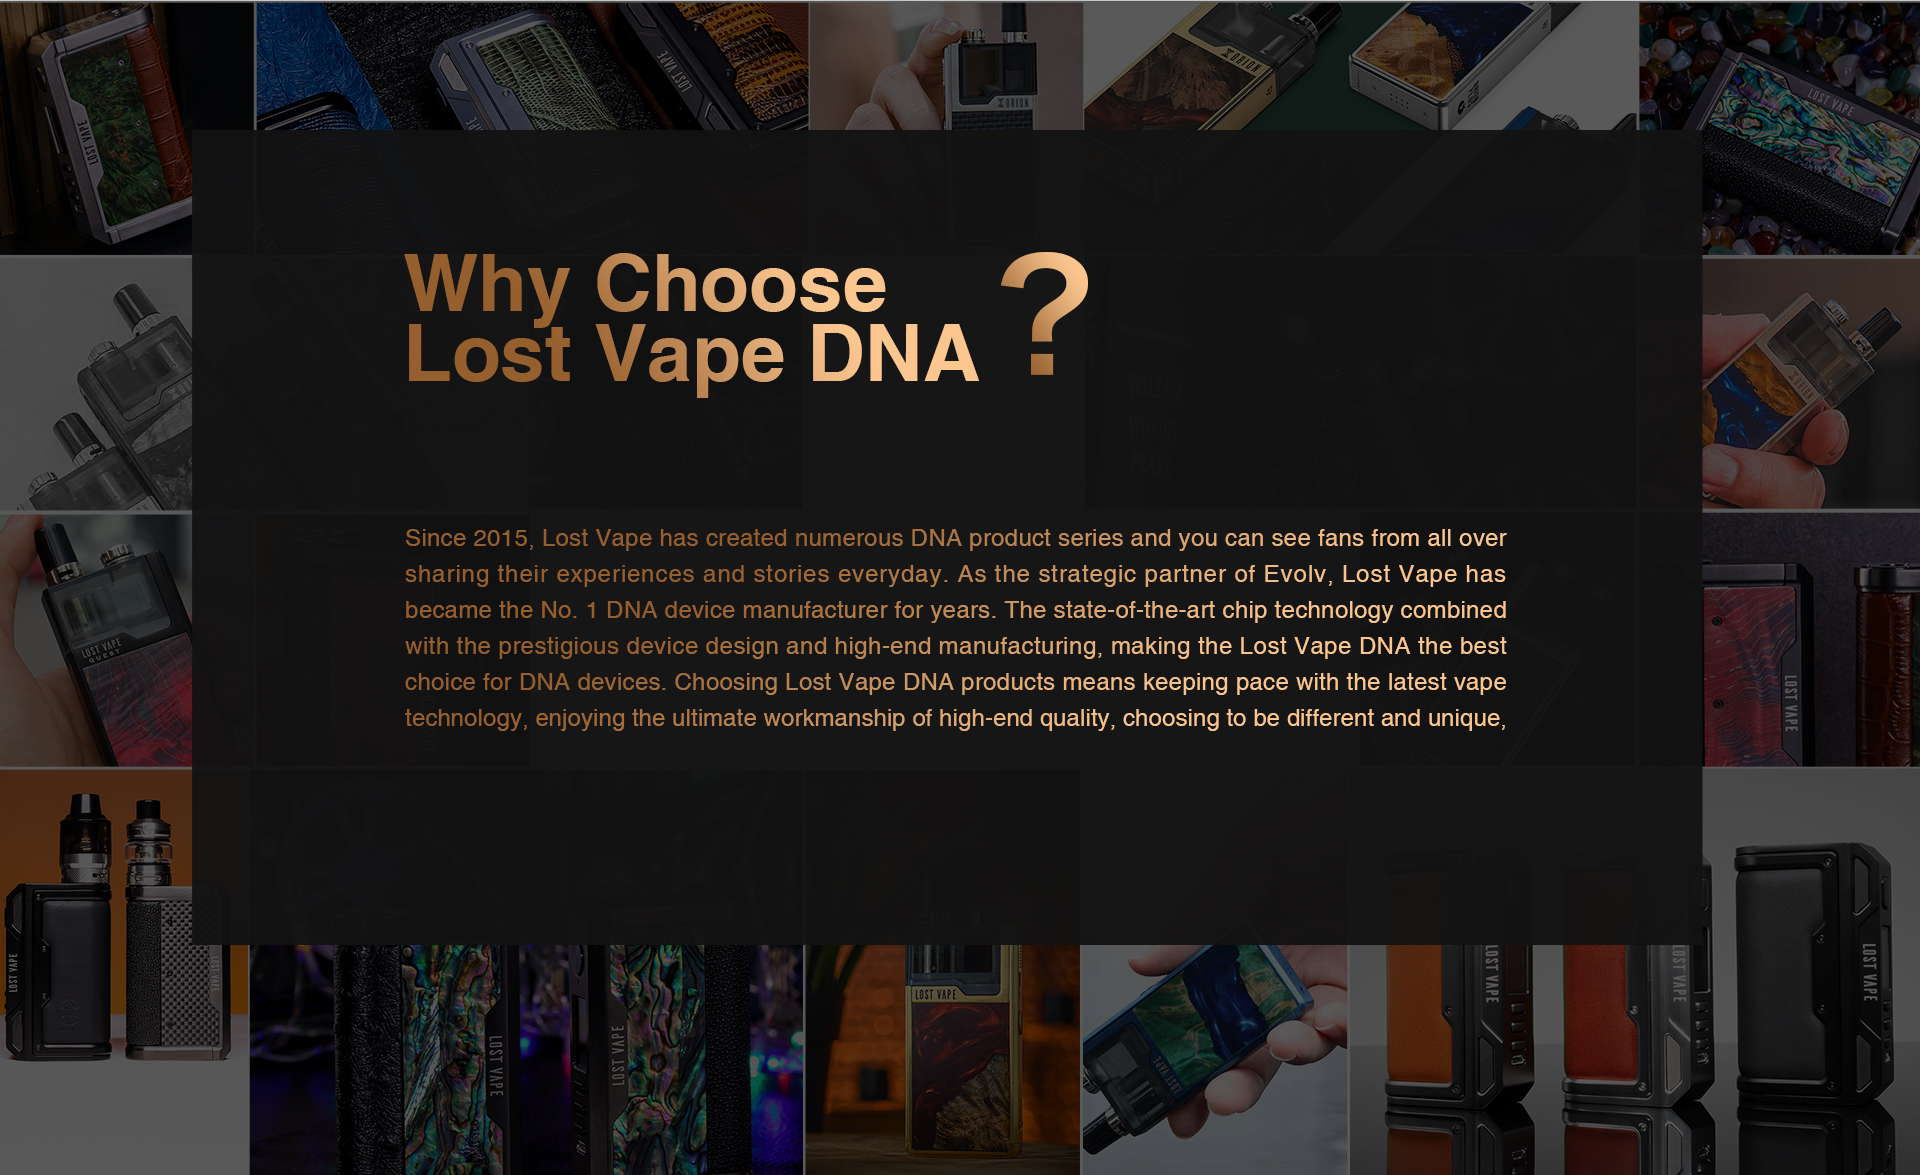 LOST VAPE
LOST VAPE
VAPE
ORION
ORION
LOST VAPE
Why Choose
Lost Vape DNA ?
ORION
Since 2015, Lost Vape has created numerous DNA product series and you can see fans from all over
sharing their experiences and stories everyday. As the strategic partner of Evolv, Lost Vape has
became the No. 1 DNA device manufacturer for years. The state-of-the-art chip technology combined
with the prestigious device design and high-end manufacturing, making the Lost Vape DNA the best
choice for DNA devices. Choosing Lost Vape DNA products means keeping pace with the latest vape
technology, enjoying the ultimate workmanship of high-end quality, choosing to be different and unique,
LOST VAPE
QUEST
LOST VAPE
LOST VAPE
LOST VAPE
LOST VAPE
LOST VAPE
LOST VAPE
LOST VAPE
LOST VAPE
LOST VAPE
LOST VAPE